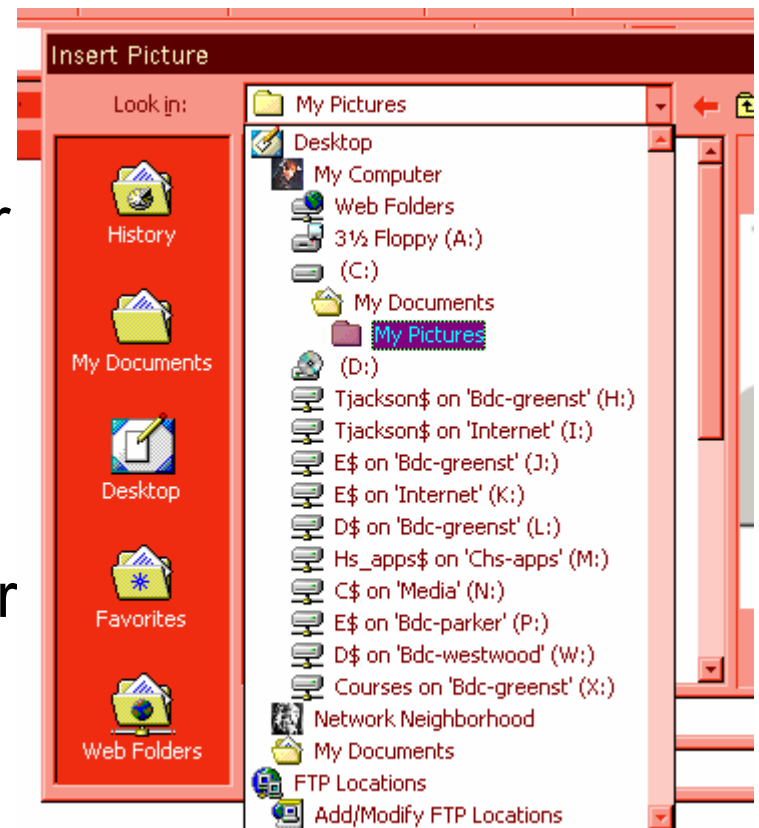 Insert Picture
Look in:
My Pictures
Desktop
My Computer
Web Folders
3½ Floppy (A:)
(C:)
My Documents
My Pictures
(D:)
Tjackson$ on 'Bdc-greenst' (H:)
Tjackson$ on 'Internet' (I:)
E$ on 'Bdc-greenst' (J:)
E$ on 'Internet' (K:)
D$ on 'Bdc-greenst' (L:)
Hs_apps$ on 'Chs-apps' (M:)
C$ on 'Media' (N:)
E$ on 'Bdc-parker' (P:)
D$ on 'Bdc-westwood' (W:)
Courses on 'Bdc-greenst' (X:)
Network Neighborhood
My Documents
FTP Locations
Add/Modify FTP Locations
History
My Documents
Desktop
Favorites
Web Folders
r
r